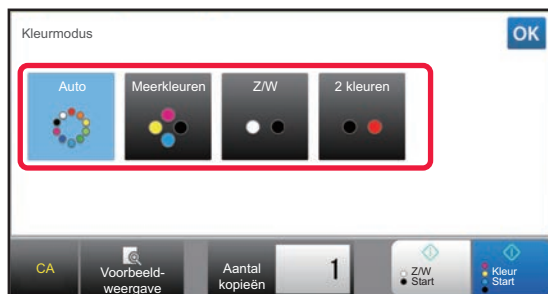 Kleurmodus
OK
Auto
Meerkleuren
Z/W
2 kleuren
CA
Voorbeeld-
weergave
Aantal
kopieën
1
Z/W
Start
Kleur
Start